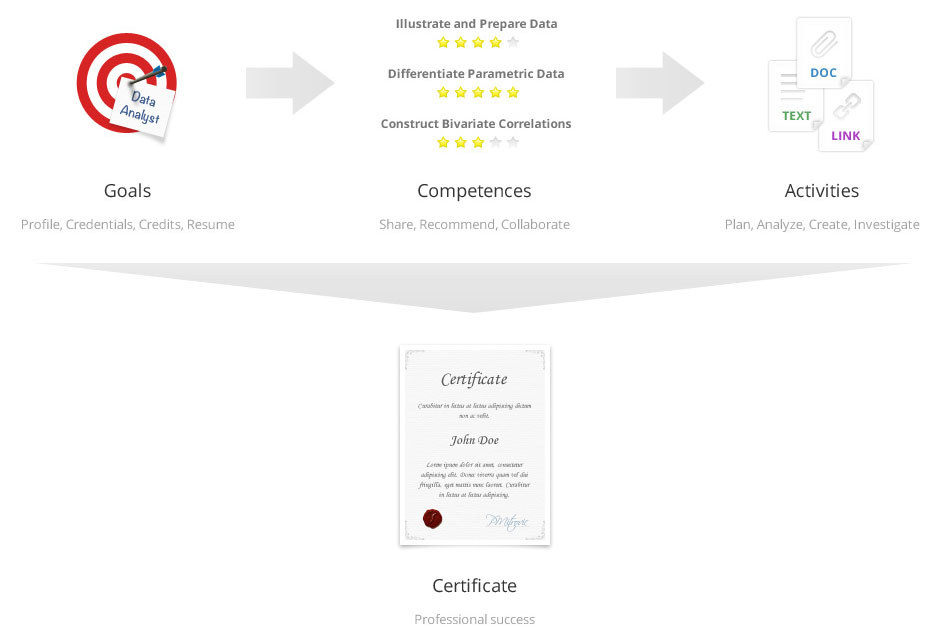 Data
Analyst
Goals
Profile, Credentials, Credits, Resume
Illustrate and Prepare Data
Differentiate Parametric Data
Construct Bivariate Correlations
Competences
Share, Recommend, Collaborate
DOC
TEXT
LINK
Activities
Plan, Analyze, Create, Investigate
Certificate
Curabitur in lectus at lectus adipiscing dictum
non ac velit.
John Doe
Lorem ipsum dolor sit amet, consectetur
adipiscing elit. Donec viverra quam vel dui
fringilla, eget mattis nunc laoreet. Curabitur
in lectus at lectus adipiscing.
Certificate
Professional success